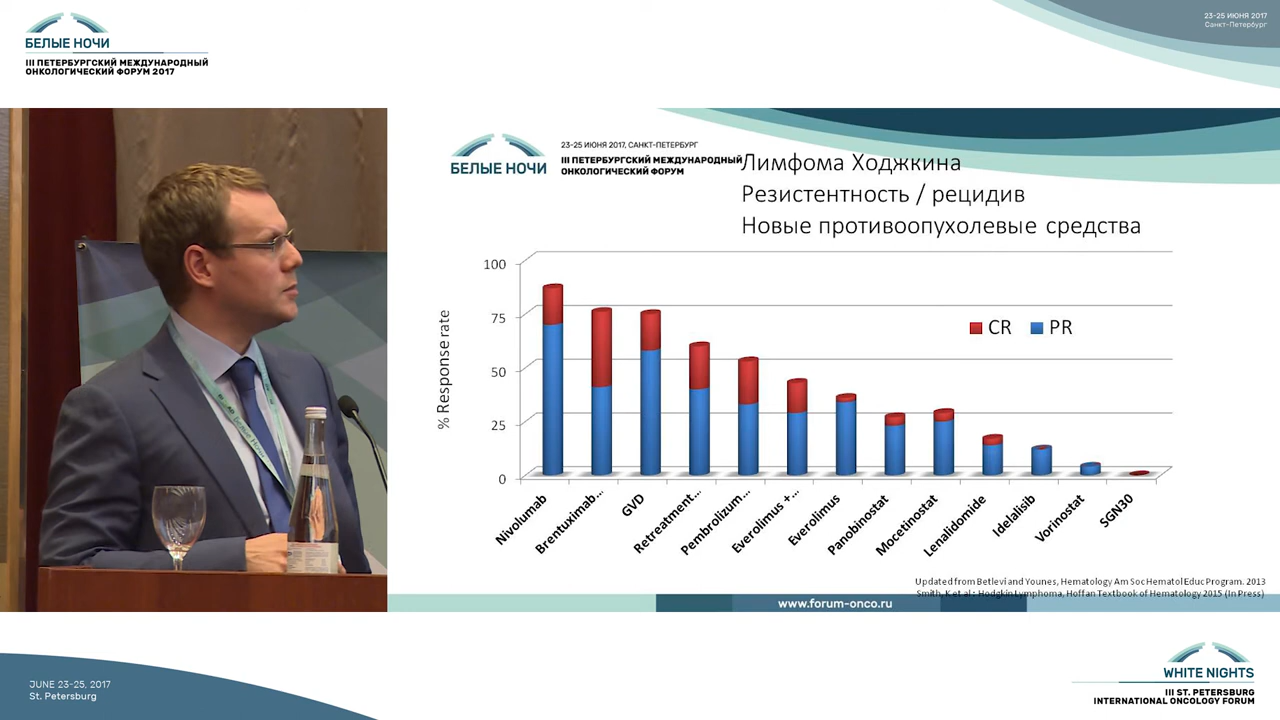 БЕЛЫЕ НОЧИ
III ПЕТЕРБУРГСКИЙ МЕЖДУНАРОДНЫЙ
ОНКОЛОГИЧЕСКИЙ ФОРУМ 2017
23-25 ИЮНЯ 2017
Санкт-Петербург
23-25 ИЮНЯ 2017, САНКТ-ПЕТЕРБУРГ
БЕЛЫЕ НОЧИ
III ПЕТЕРБУРГСКИЙ МЕЖДУНАРОДНЫЙ
ОНКОЛОГИЧЕСКИЙ ФОРУМ
Лимфома Ходжкина
Резистентность / рецидив
Новые противоопухолевые средства
% Response rate
100
75
50
25
0
CR PR
Nivolumab
Brentuximab...
GVD
Retreatment...
Pembrolizum...
Everolimus +...
Everolimus
Panobinostat
Mocetinostat
Lenalidomide
Idelalisib
Vorinostat
SGN30
Updated from Betlevi and Younes, Hematology Am Soc Hematol Educ Program. 2013
Smith, K et al : Hodgkin Lymphoma, Hoffan Textbook of Hematology 2015 (In Press)
www.forum-onco.ru
JUNE 23-25, 2017
St. Petersburg
WHITE NIGHTS
III ST. PETERSBURG
INTERNATIONAL ONCOLOGY FORUM